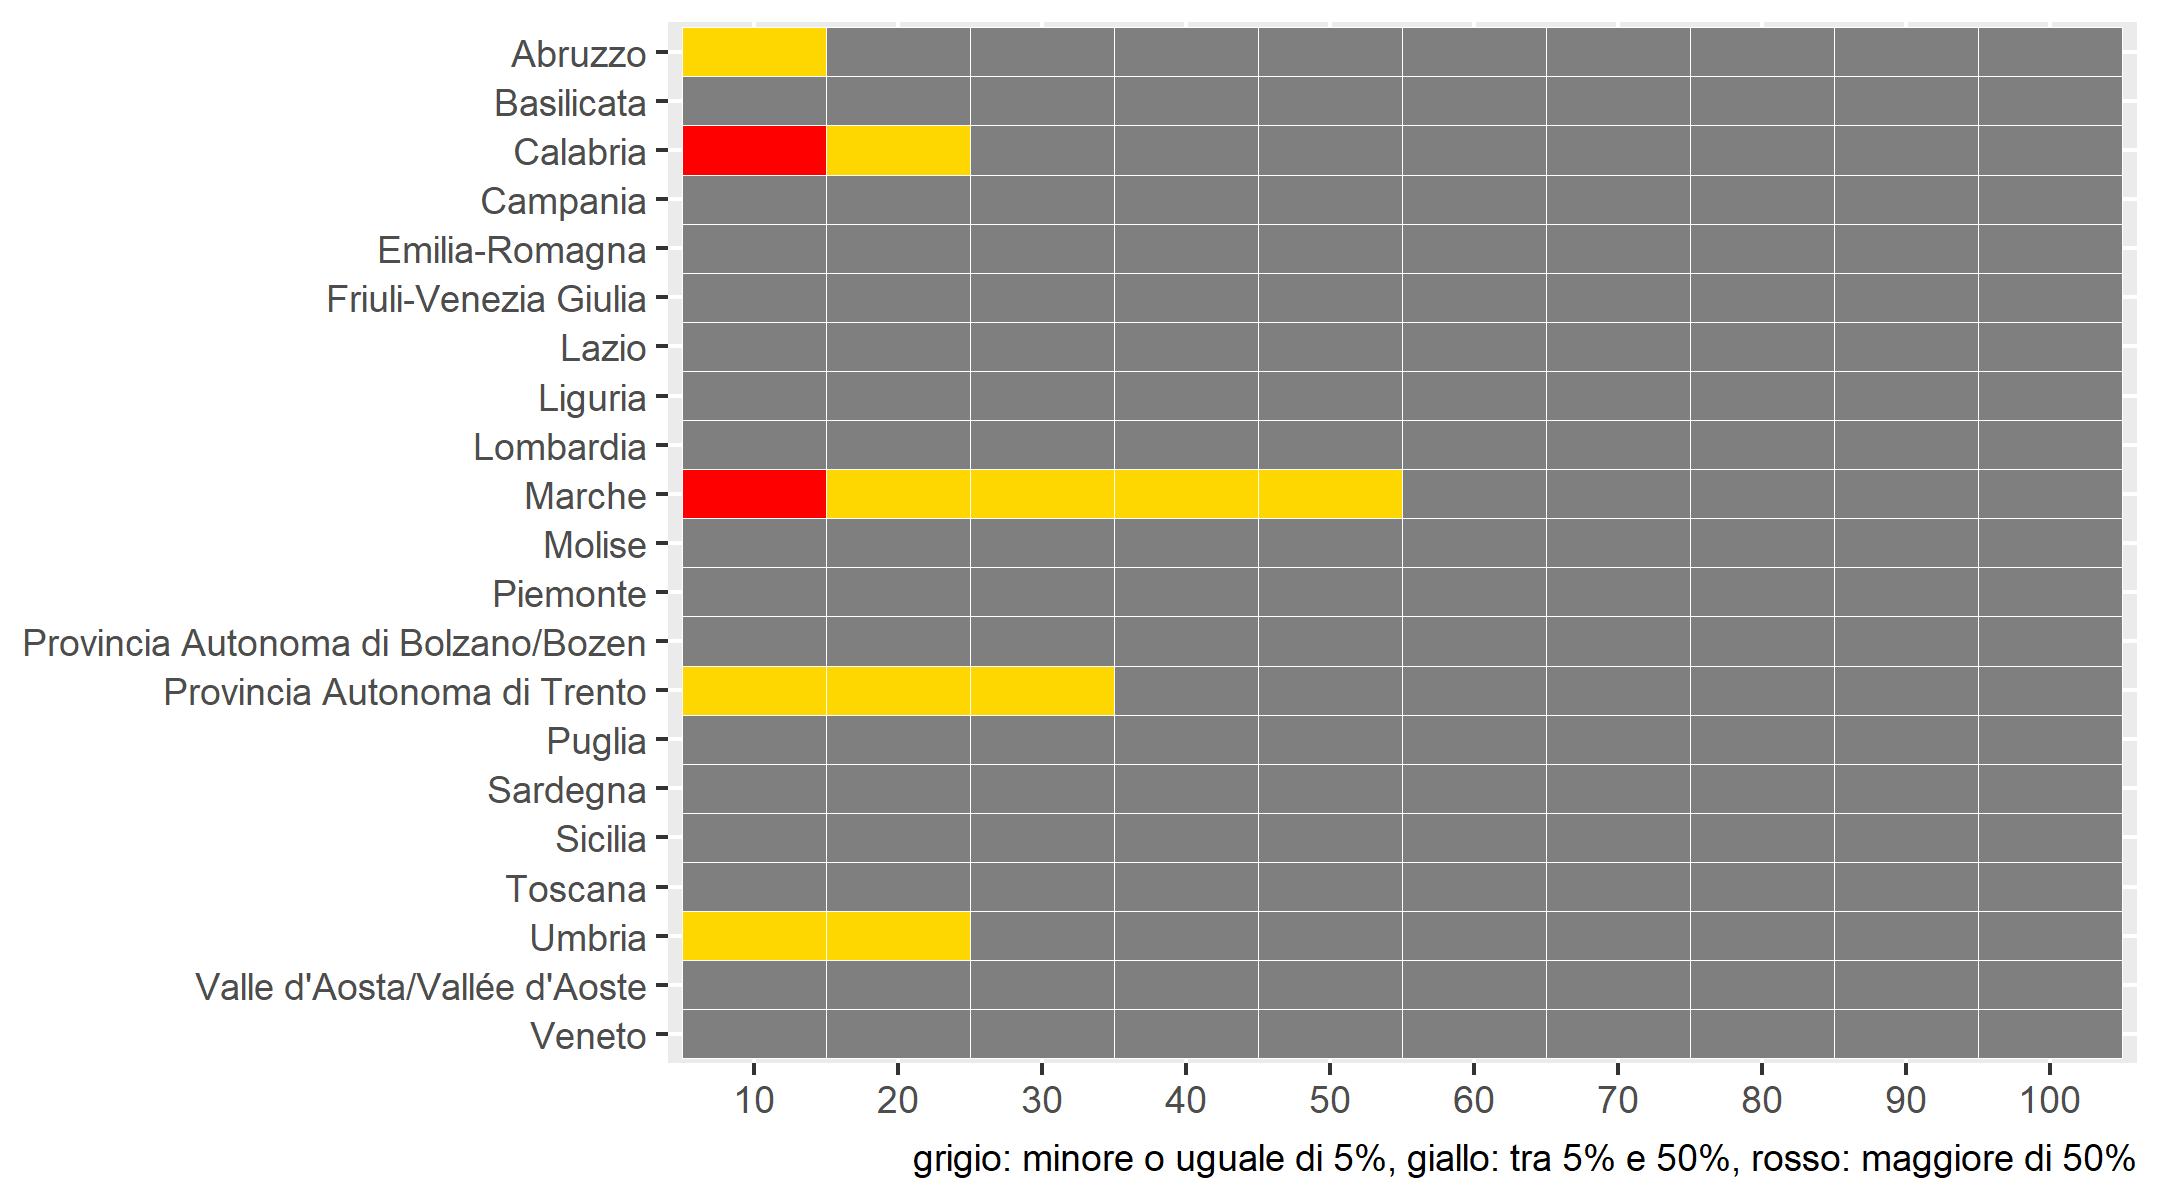 Abruzzo
Basilicata
Calabria
Campania
Emilia-Romagna
Friuli-Venezia Giulia
Lazio
Liguria
Lombardia
Marche
Molise
Piemonte
Provincia Autonoma di Bolzano/Bozen
Provincia Autonoma di Trento
Puglia
Sardegna
Sicilia
Toscana
Umbria
Valle d'Aosta/Vallée d'Aoste
Veneto
10 20 30 40 50 60 70 80 90 100
grigio: minore o uguale di 5%, giallo: tra 5% e 50%, rosso: maggiore di 50%